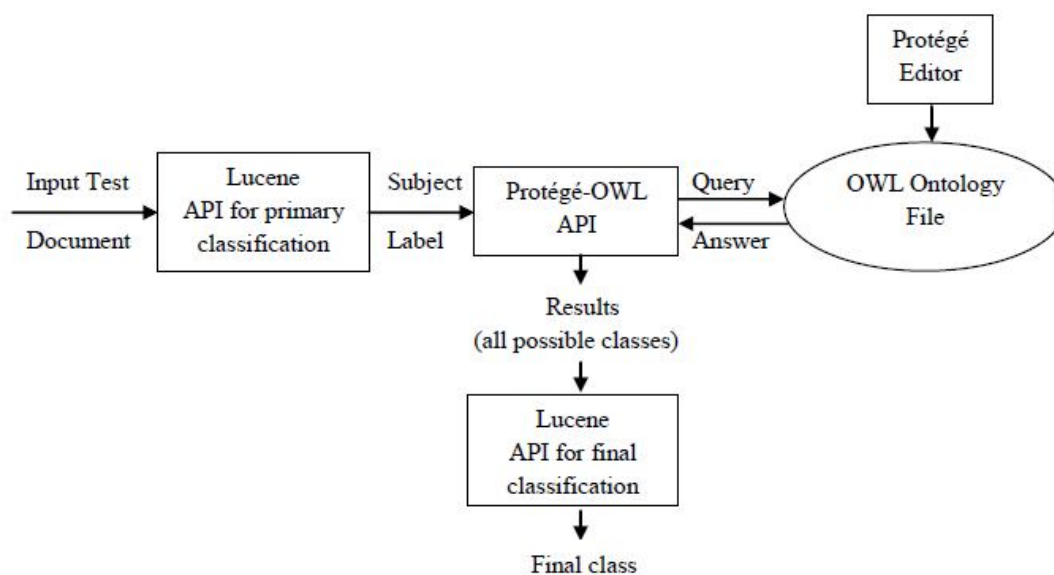 Protégé
Editor
Input Test
Document
Lucene
API for primary
classification
Subject
Label
Protégé-OWL
API
Query
Answer
OWL Ontology
File
Results
(all possible classes)
Lucene
API for final
classification
Final class